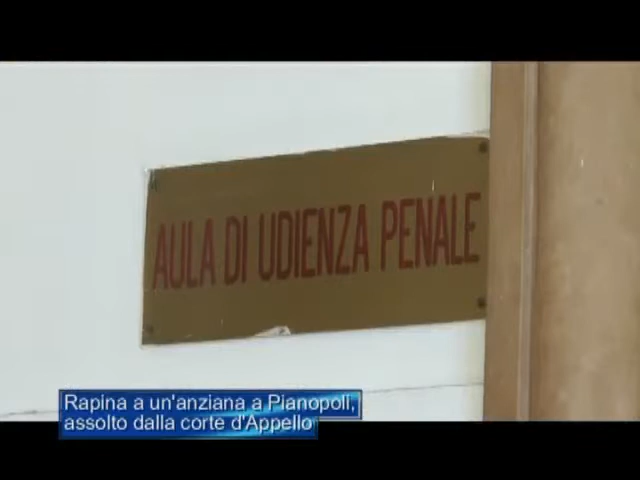 AULA DI UDIENZA PENALE
Rapina a un'anziana a Pianopoli,
assolto dalla corte d'Appello